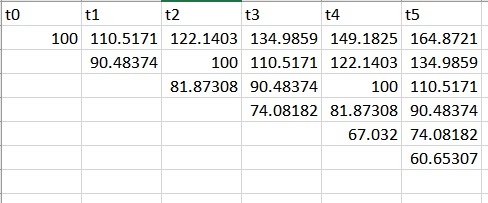 t0 t1 t2 t3 t4 t5
100 110.5171 122.1403 134.9859 149.1825 164.8721
90.48374 100 110.5171 122.1403 134.9859
81.87308 90.48374 100 110.5171
74.08182 81.87308 90.48374
67.032 74.08182
60.65307